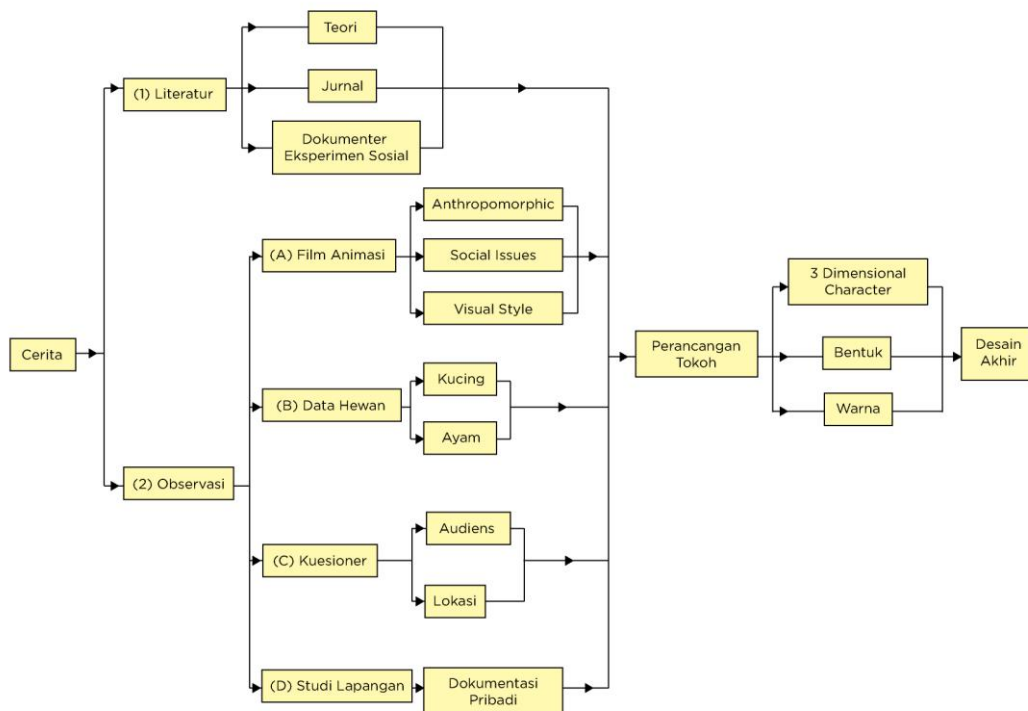 Teori
(1) Literatur
Jurnal
Dokumenter
Eksperimen Sosial
Anthropomorphic
(A) Film Animasi
Social Issues
Visual Style
3 Dimensional
Character
Cerita
Perancangan
Tokoh
Bentuk
Desain
Akhir
Warna
Kucing
(B) Data Hewan
Ayam
(2) Observasi
Audiens
(C) Kuesioner
Lokasi
(D) Studi Lapangan
Dokumentasi
Pribadi